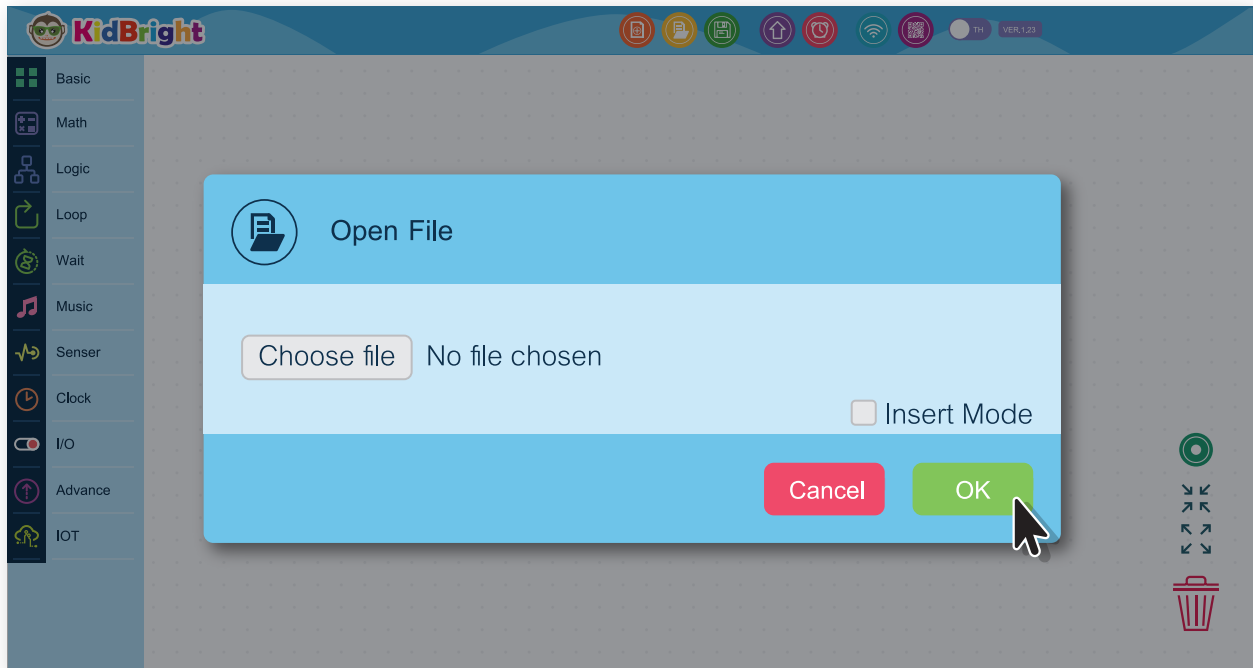 KidBright
TH
VER,1,23
Basic
Math
Logic
Loop
Wait
Music
Senser
Clock
I/O
Advance
IOT
Open File
Choose file No file chosen
Insert Mode
Cancel OK